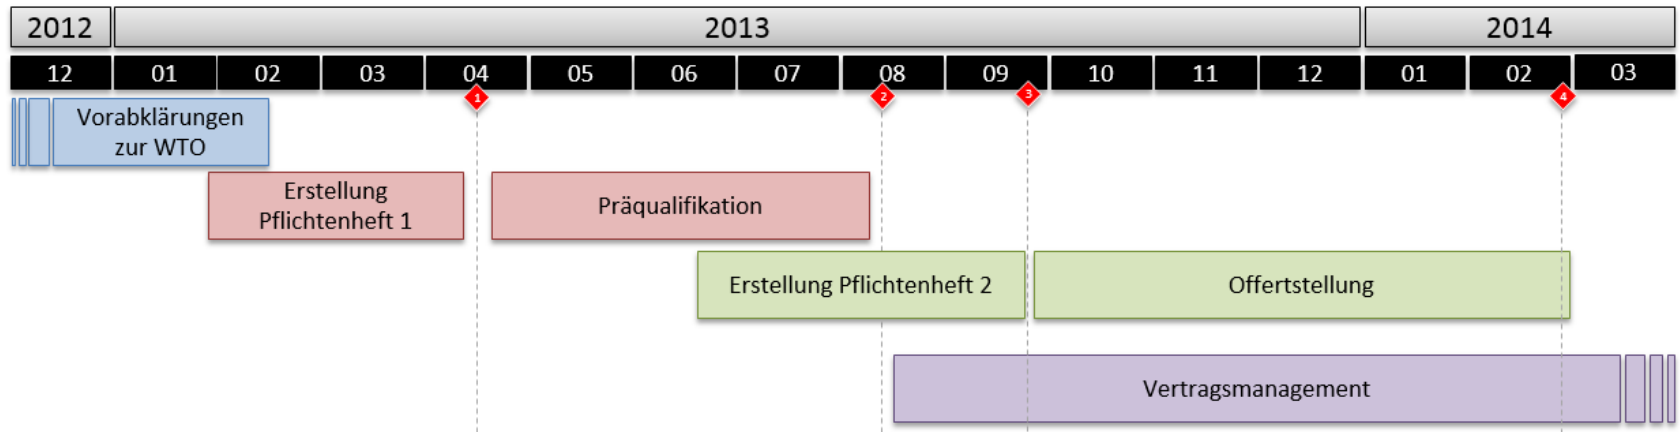 2012 2013 2014
12 01 02 03 04 05 06 07 08 09 10 11 12 01 02 03
1 2 3 4
Vorabklärungen
zur WTO
Erstellung
Pflichtenheft 1
Präqualifikation
Erstellung Pflichtenheft 2
Offertstellung
Vertragsmanagement